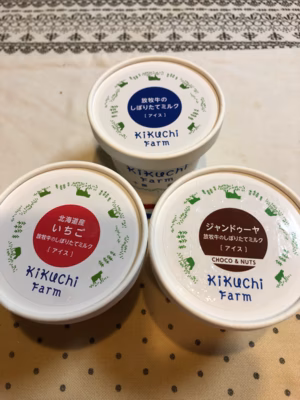 放牧牛の
しぼりたてミルク
[アイス]
KiKUCHi
Farm
北海道産
いちご
放牧牛のしぼりたてミルク
[アイス]
KiKUCHi
Farm
ジャンドゥーヤ
放牧牛のしぼりたてミルク
[アイス]
CHOCO & NUTS
KiKUCHi
Farm